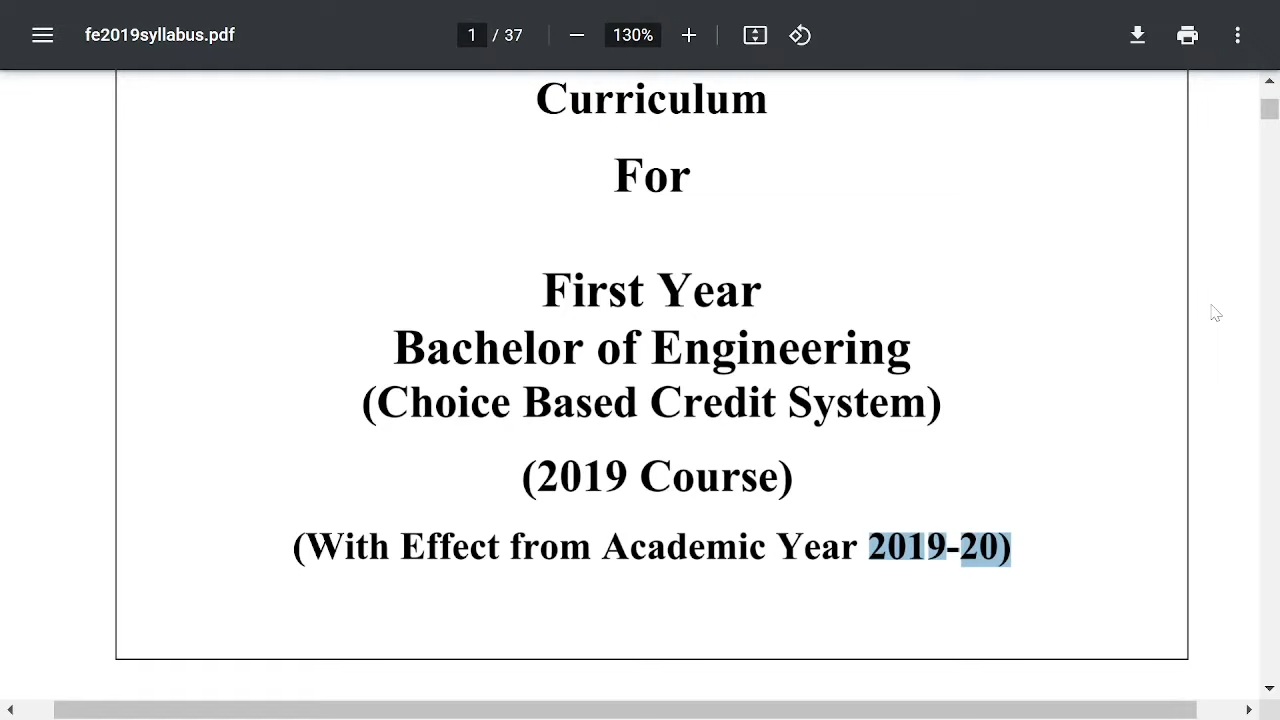 fe2019syllabus.pdf
1 / 37
130%
Curriculum
For
First Year
Bachelor of Engineering
(Choice Based Credit System)
(2019 Course)
(With Effect from Academic Year 2019-20)